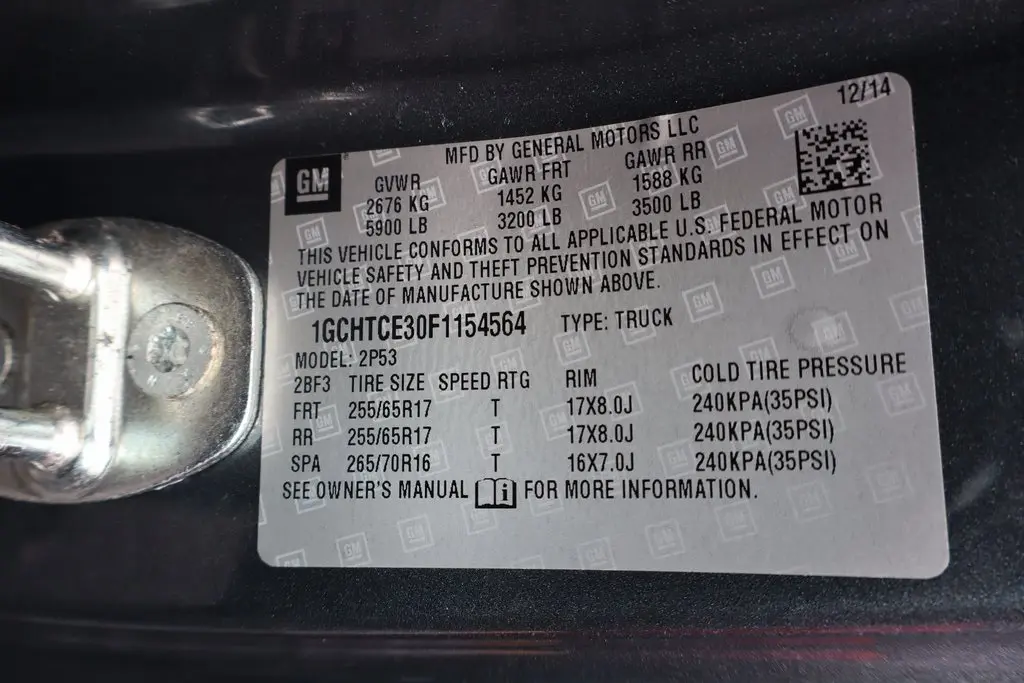 12/14
MFD BY GENERAL MOTORS LLC
GM
GVWR GAWR FRT GAWR RR
2676 KG 1452 KG 1588 KG
5900 LB 3200 LB 3500 LB
THIS VEHICLE CONFORMS TO ALL APPLICABLE U.S. FEDERAL MOTOR
VEHICLE SAFETY AND THEFT PREVENTION STANDARDS IN EFFECT ON
THE DATE OF MANUFACTURE SHOWN ABOVE.
1GCHTCE30F1154564 TYPE: TRUCK
MODEL: 2P53
2BF3 TIRE SIZE SPEED RTG RIM COLD TIRE PRESSURE
FRT 255/65R17 T 17X8.0J 240KPA(35PSI)
RR 255/65R17 T 17X8.0J 240KPA(35PSI)
SPA 265/70R16 T 16X7.0J 240KPA(35PSI)
SEE OWNER'S MANUAL i FOR MORE INFORMATION.